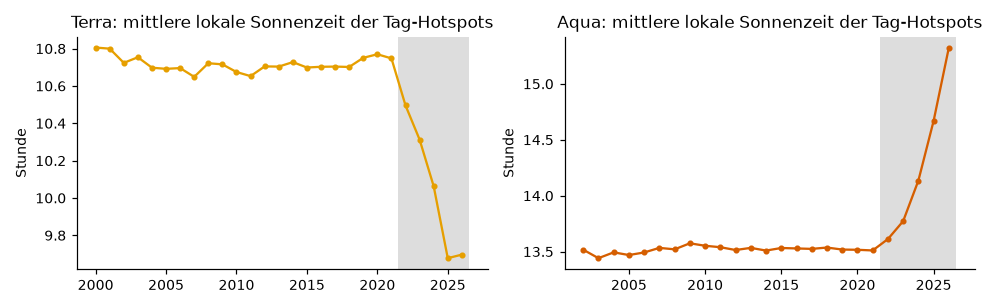 Terra: mittlere lokale Sonnenzeit der Tag-Hotspots
Stunde
10.8
10.6
10.4
10.2
10.0
9.8
2000 2005 2010 2015 2020 2025
Aqua: mittlere lokale Sonnenzeit der Tag-Hotspots
Stunde
15.0
14.5
14.0
13.5
2005 2010 2015 2020 2025